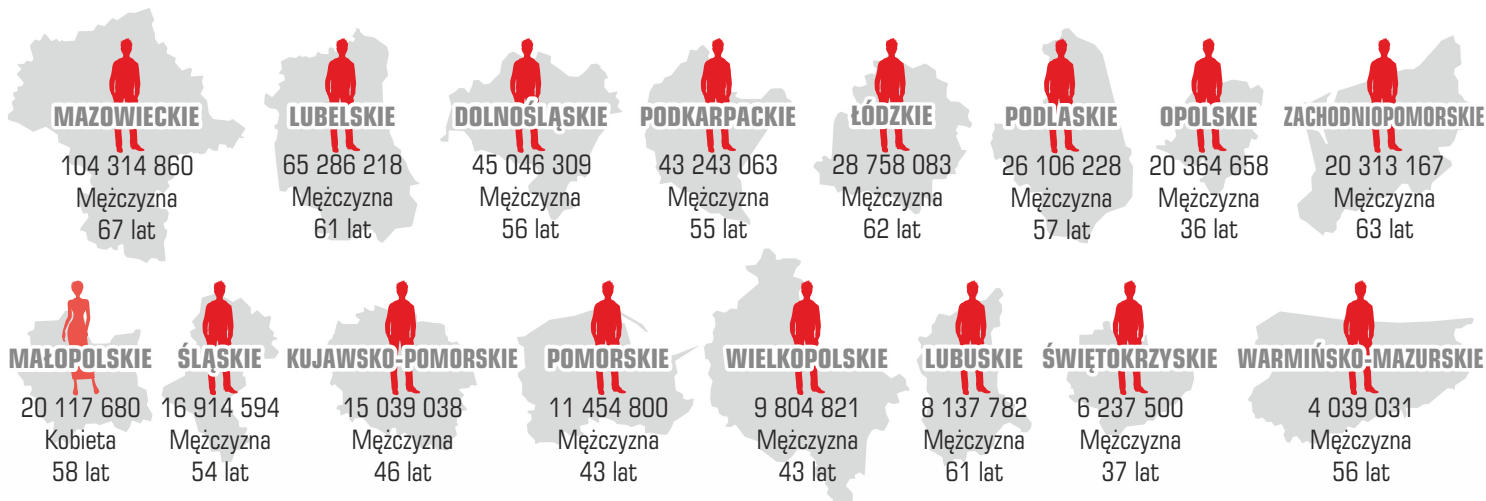 MAZOWIECKIE
104 314 860
Mężczyzna
67 lat
LUBELSKIE
65 286 218
Mężczyzna
61 lat
DOLNOŚLĄSKIE
45 046 309
Mężczyzna
56 lat
PODKARPACKIE
43 243 063
Mężczyzna
55 lat
ŁÓDZKIE
28 758 083
Mężczyzna
62 lat
PODLASKIE
26 106 228
Mężczyzna
57 lat
OPOLSKIE
20 364 658
Mężczyzna
36 lat
ZACHODNIOPOMORSKIE
20 313 167
Mężczyzna
63 lat
MAŁOPOLSKIE
20 117 680
Kobieta
58 lat
ŚLĄSKIE
16 914 594
Mężczyzna
54 lat
KUJAWSKO-POMORSKIE
15 039 038
Mężczyzna
46 lat
POMORSKIE
11 454 800
Mężczyzna
43 lat
WIELKOPOLSKIE
9 804 821
Mężczyzna
43 lat
LUBUSKIE
8 137 782
Mężczyzna
61 lat
ŚWIĘTOKRZYSKIE
6 237 500
Mężczyzna
37 lat
WARMIŃSKO-MAZURSKIE
4 039 031
Mężczyzna
56 lat